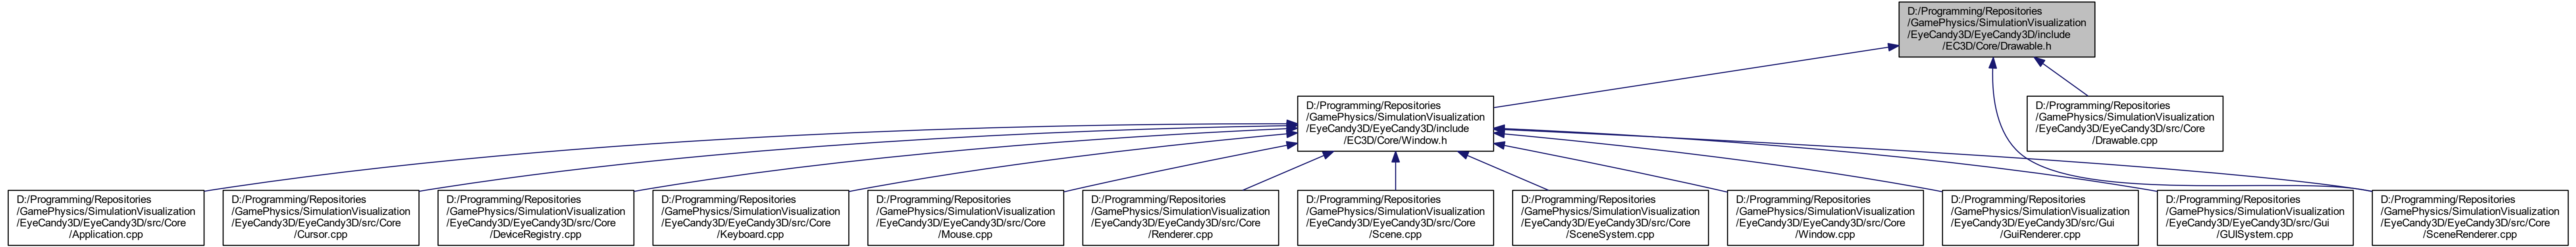 D:/Programming/Repositories
/GamePhysics/SimulationVisualization
/EyeCandy3D/EyeCandy3D/include
/EC3D/Core/Drawable.h
D:/Programming/Repositories
/GamePhysics/SimulationVisualization
/EyeCandy3D/EyeCandy3D/include
/EC3D/Core/Window.h
D:/Programming/Repositories
/GamePhysics/SimulationVisualization
/EyeCandy3D/EyeCandy3D/src/Core
/Drawable.cpp
D:/Programming/Repositories
/GamePhysics/SimulationVisualization
/EyeCandy3D/EyeCandy3D/src/Core
/Application.cpp
D:/Programming/Repositories
/GamePhysics/SimulationVisualization
/EyeCandy3D/EyeCandy3D/src/Core
/Cursor.cpp
D:/Programming/Repositories
/GamePhysics/SimulationVisualization
/EyeCandy3D/EyeCandy3D/src/Core
/DeviceRegistry.cpp
D:/Programming/Repositories
/GamePhysics/SimulationVisualization
/EyeCandy3D/EyeCandy3D/src/Core
/Keyboard.cpp
D:/Programming/Repositories
/GamePhysics/SimulationVisualization
/EyeCandy3D/EyeCandy3D/src/Core
/Mouse.cpp
D:/Programming/Repositories
/GamePhysics/SimulationVisualization
/EyeCandy3D/EyeCandy3D/src/Core
/Renderer.cpp
D:/Programming/Repositories
/GamePhysics/SimulationVisualization
/EyeCandy3D/EyeCandy3D/src/Core
/Scene.cpp
D:/Programming/Repositories
/GamePhysics/SimulationVisualization
/EyeCandy3D/EyeCandy3D/src/Core
/SceneSystem.cpp
D:/Programming/Repositories
/GamePhysics/SimulationVisualization
/EyeCandy3D/EyeCandy3D/src/Core
/Window.cpp
D:/Programming/Repositories
/GamePhysics/SimulationVisualization
/EyeCandy3D/EyeCandy3D/src/Gui
/GuiRenderer.cpp
D:/Programming/Repositories
/GamePhysics/SimulationVisualization
/EyeCandy3D/EyeCandy3D/src/Gui
/GUISystem.cpp
D:/Programming/Repositories
/GamePhysics/SimulationVisualization
/EyeCandy3D/EyeCandy3D/src/Core
/SceneRenderer.cpp